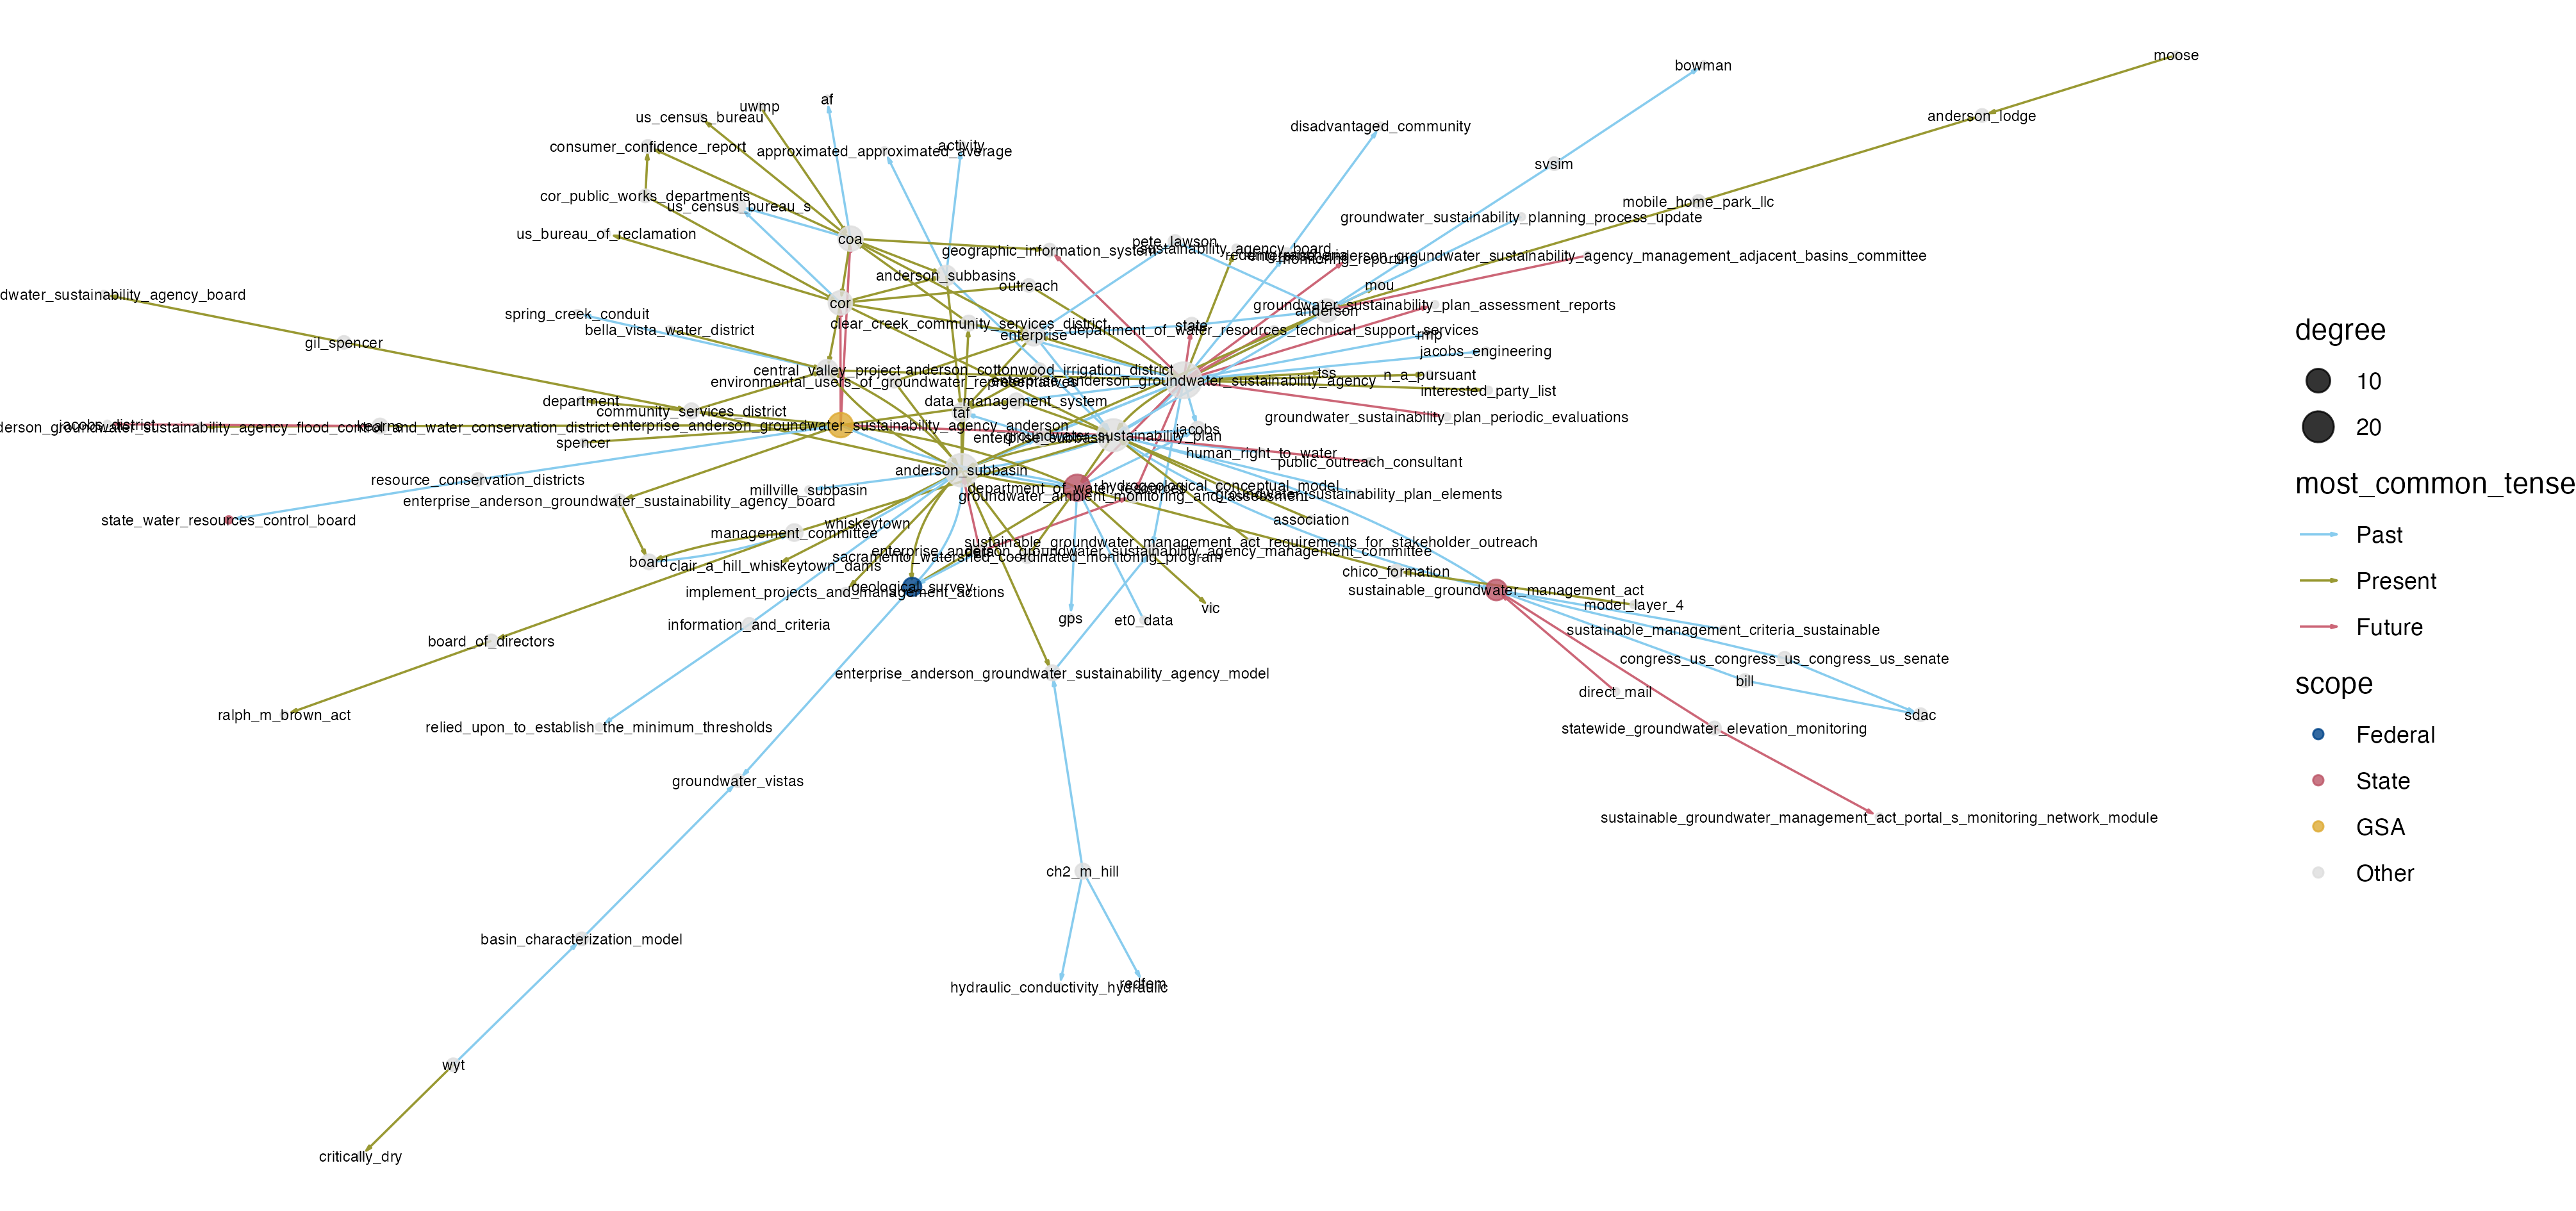 moose
bowman
af
uwmp
us_census_bureau
anderson_lodge
disadvantaged_community
consumer_confidence_report
activity
approximated_approximated_average
svsim
cor_public_works_departments
us_census_bureau_s
mobile_home_park_llc
groundwater_sustainability_planning_process_update
us_bureau_of_reclamation
coa
pete_lawson
geographic_information_system
sustainability_agency_board
anderson_groundwater_sustainability_agency_management_adjacent_basins_committee
monitoring_reporting
anderson_subbasins
outreach
mou
dwater_sustainability_agency_board
cor
groundwater_sustainability_plan_assessment_reports
anderson
spring_creek_conduit
clear_creek_community_services_district
state
bella_vista_water_district
department_of_water_resources_technical_support_services
enterprise
rmp
gil_spencer
jacobs_engineering
central_valley_project
anderson_cottonwood_irrigation_district
tss
n_a_pursuant
environmental_users_of_groundwater_representatives
enterprise_anderson_groundwater_sustainability_agency
interested_party_list
department
data_management_system
community_services_district
taf
groundwater_sustainability_plan_periodic_evaluations
jacobs_district
kearns
derson_groundwater_sustainability_agency_flood_control_and_water_conservation_district
enterprise_anderson_groundwater_sustainability_agency_anderson
jacobs
spencer
enterprise_subbasin
groundwater_sustainability_plan
human_right_to_water
public_outreach_consultant
anderson_subbasin
resource_conservation_districts
millville_subbasin
department_of_water_resources
hydrogeological_conceptual_model
groundwater_ambient_monitoring_and_assessment
groundwater_sustainability_plan_elements
enterprise_anderson_groundwater_sustainability_agency_board
state_water_resources_control_board
whiskeytown
association
management_committee
sustainable_groundwater_management_act_requirements_for_stakeholder_outreach
enterprise_anderson_groundwater_sustainability_agency_management_committee
sacramento_watershed_coordinated_monitoring_program
board
clair_a_hill_whiskeytown_dams
chico_formation
geological_survey
implement_projects_and_management_actions
sustainable_groundwater_management_act
model_layer_4
vic
gps
et0_data
information_and_criteria
sustainable_management_criteria_sustainable
board_of_directors
congress_us_congress_us_congress_us_senate
enterprise_anderson_groundwater_sustainability_agency_model
bill
direct_mail
ralph_m_brown_act
sdac
relied_upon_to_establish_the_minimum_thresholds
statewide_groundwater_elevation_monitoring
groundwater_vistas
sustainable_groundwater_management_act_portal_s_monitoring_network_module
ch2_m_hill
basin_characterization_model
redfem
hydraulic_conductivity_hydraulic
wyt
critically_dry
degree
10
20
most_common_tense
Past
Present
Future
scope
Federal
State
GSA
Other